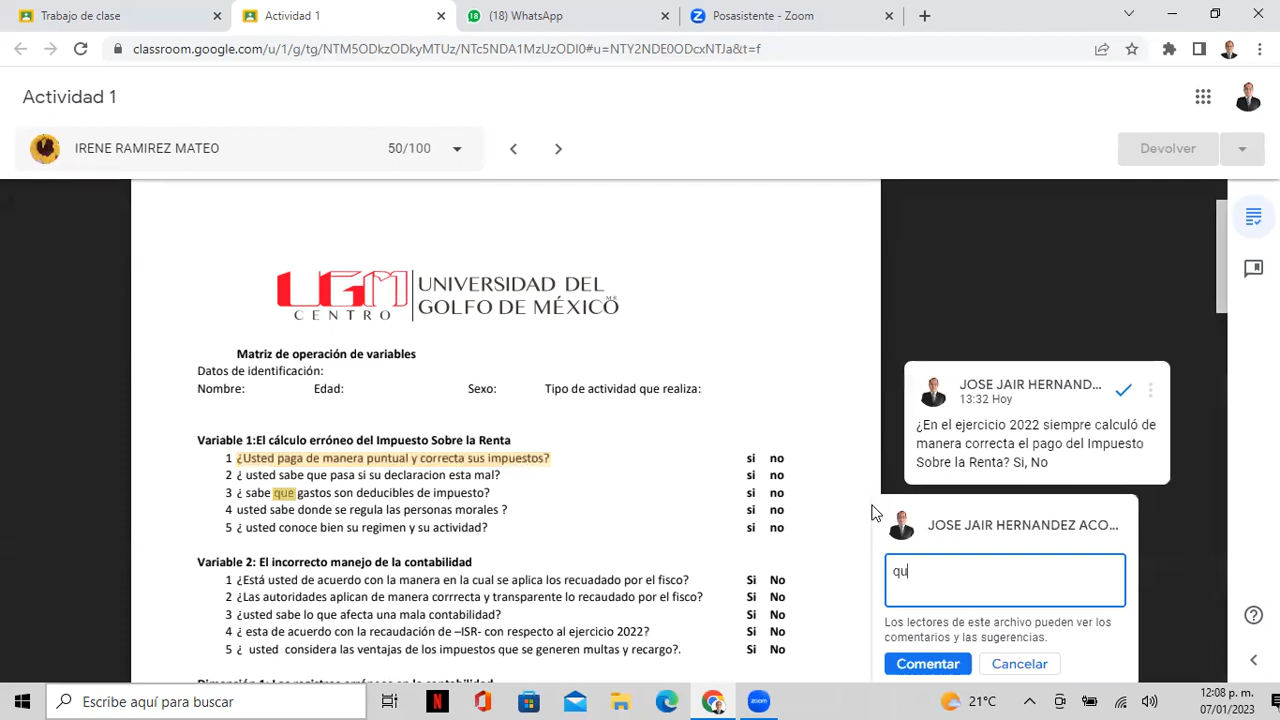 Trabajo de clase
Actividad 1
(18) WhatsApp
Posasistente - Zoom
classroom.google.com/u/1/g/tg/NTM5ODkzODkyMTUz/NTc5NDA1MzUzODI0#u=NTY2NDE0ODcxNTJa&t=f
Actividad 1
IRENE RAMIREZ MATEO 50/100
Devolver
UGM
CENTRO
UNIVERSIDAD DEL
GOLFO DE MÉXICO
M.R.
Matriz de operación de variables
Datos de identificación:
Nombre: Edad: Sexo: Tipo de actividad que realiza:
Variable 1:El cálculo erróneo del Impuesto Sobre la Renta
1 ¿Usted paga de manera puntual y correcta sus impuestos? si no
2 ¿ usted sabe que pasa si su declaracion esta mal? si no
3 ¿ sabe que gastos son deducibles de impuesto? si no
4 usted sabe donde se regula las personas morales ? si no
5 ¿ usted conoce bien su regimen y su actividad? si no
Variable 2: El incorrecto manejo de la contabilidad
1 ¿Está usted de acuerdo con la manera en la cual se aplica los recuadado por el fisco? Si No
2 ¿Las autoridades aplican de manera corrrecta y transparente lo recaudado por el fisco? Si No
3 ¿usted sabe lo que afecta una mala contabilidad? Si No
4 ¿ esta de acuerdo con la recaudación de –ISR- con respecto al ejercicio 2022? Si No
5 ¿ usted considera las ventajas de los impuestos que se generen multas y recargo?. Si No
Dimensión 1: Los registros erróneos en la contabilidad
JOSE JAIR HERNAND...
13:32 Hoy
¿En el ejercicio 2022 siempre calculó de
manera correcta el pago del Impuesto
Sobre la Renta? Si, No
JOSE JAIR HERNANDEZ ACO...
qu
Los lectores de este archivo pueden ver los
comentarios y las sugerencias.
Comentar Cancelar
Escribe aquí para buscar
21°C
12:08 p. m.
07/01/2023